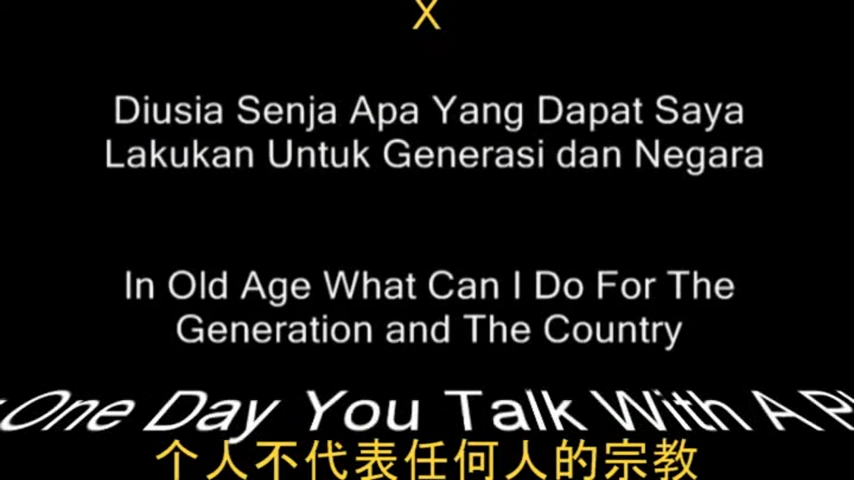 X
Diusia Senja Apa Yang Dapat Saya
Lakukan Untuk Generasi dan Negara
In Old Age What Can I Do For The
Generation and The Country
One Day You Talk With A
个人不代表任何人的宗教